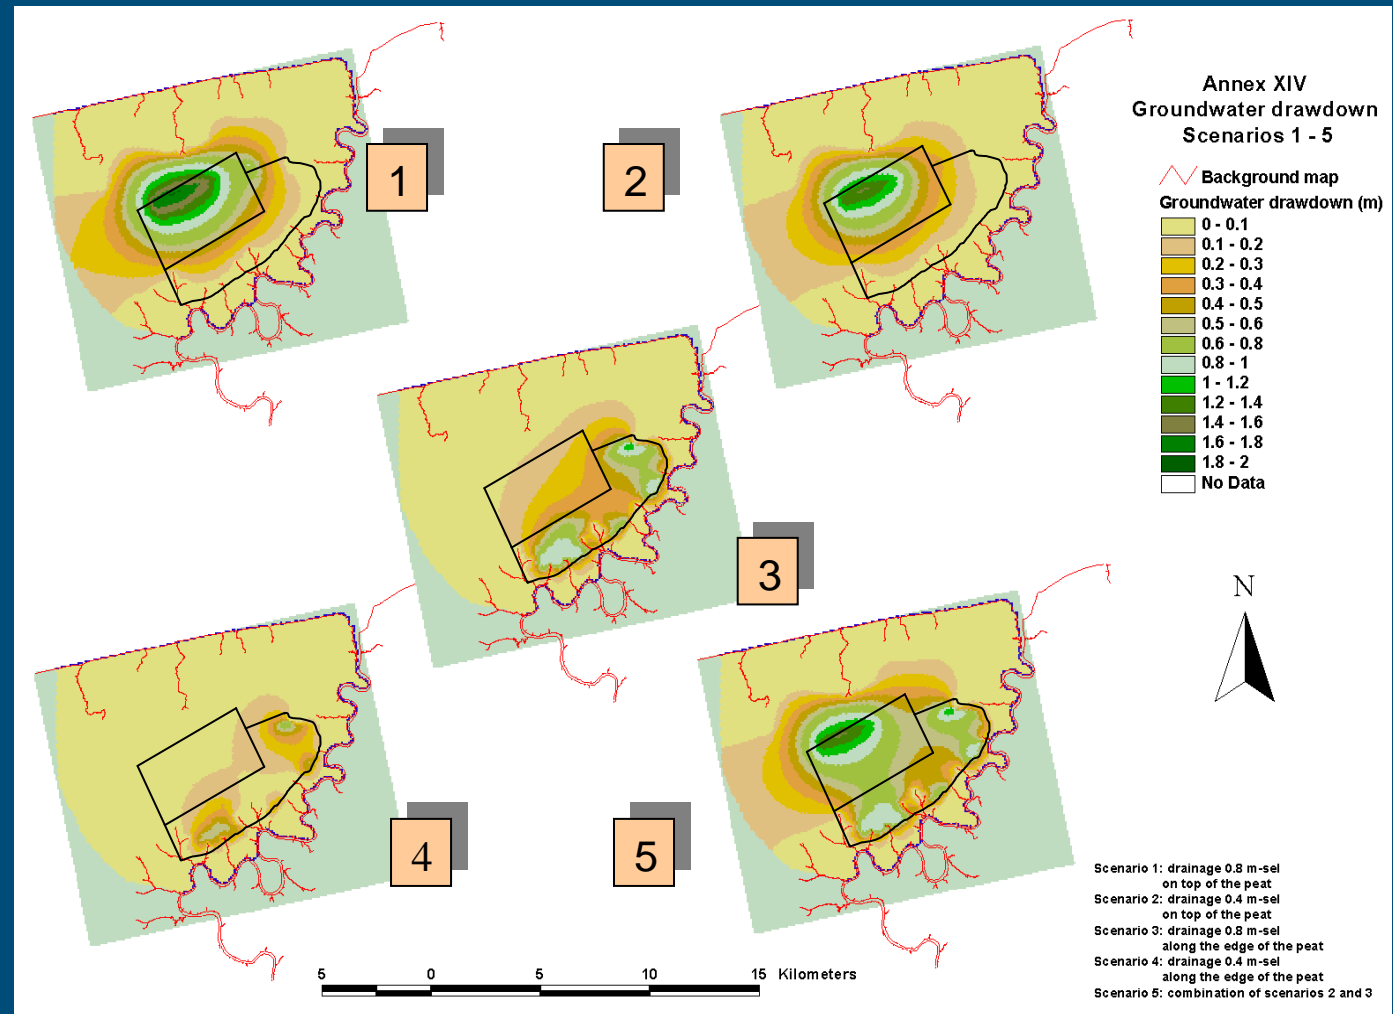 Annex XIV
Groundwater drawdown
Scenarios 1 - 5
1
2
Background map
Groundwater drawdown (m)
0 - 0.1
0.1 - 0.2
0.2 - 0.3
0.3 - 0.4
0.4 - 0.5
0.5 - 0.6
0.6 - 0.8
0.8 - 1
1 - 1.2
1.2 - 1.4
1.4 - 1.6
1.6 - 1.8
1.8 - 2
No Data
3
N
4
5
Scenario 1: drainage 0.8 m-sel
on top of the peat
Scenario 2: drainage 0.4 m-sel
on top of the peat
Scenario 3: drainage 0.8 m-sel
along the edge of the peat
Scenario 4: drainage 0.4 m-sel
along the edge of the peat
Scenario 5: combination of scenarios 2 and 3
5 0 5 10 15 Kilometers